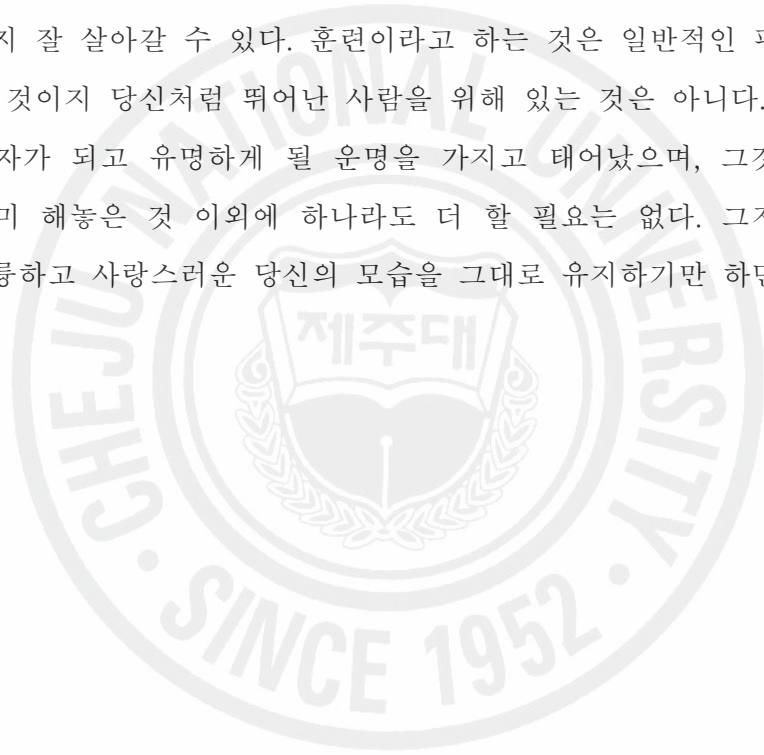 지 잘 살아갈 수 있다. 훈련이라고 하는 것은 일반적인
것이지 당신처럼 뛰어난 사람을 위해 있는 것은 아니다.
자가 되고 유명하게 될 운명을 가지고 태어났으며,
미 해놓은 것 이외에 하나라도 더 할 필요는 없다.
륭하고 사랑스러운 당신의 모습을 그대로 유지하기만
CHEJU NATIONAL UNIVERSITY
제주대
· SINCE 1952 ·